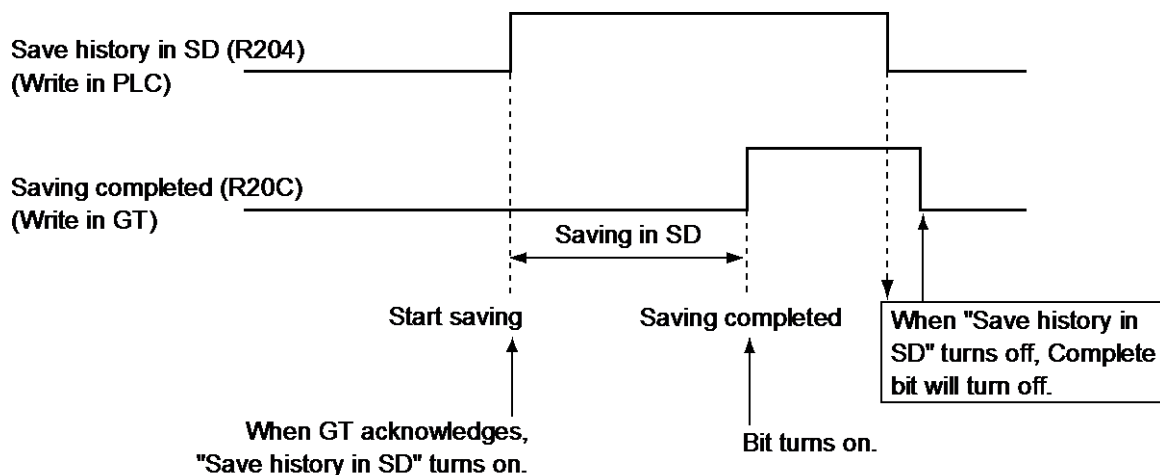 Save history in SD (R204)
(Write in PLC)
Saving completed (R20C)
(Write in GT)
Saving in SD
Start saving
Saving completed
When "Save history in
SD" turns off, Complete
bit will turn off.
When GT acknowledges,
"Save history in SD" turns on.
Bit turns on.